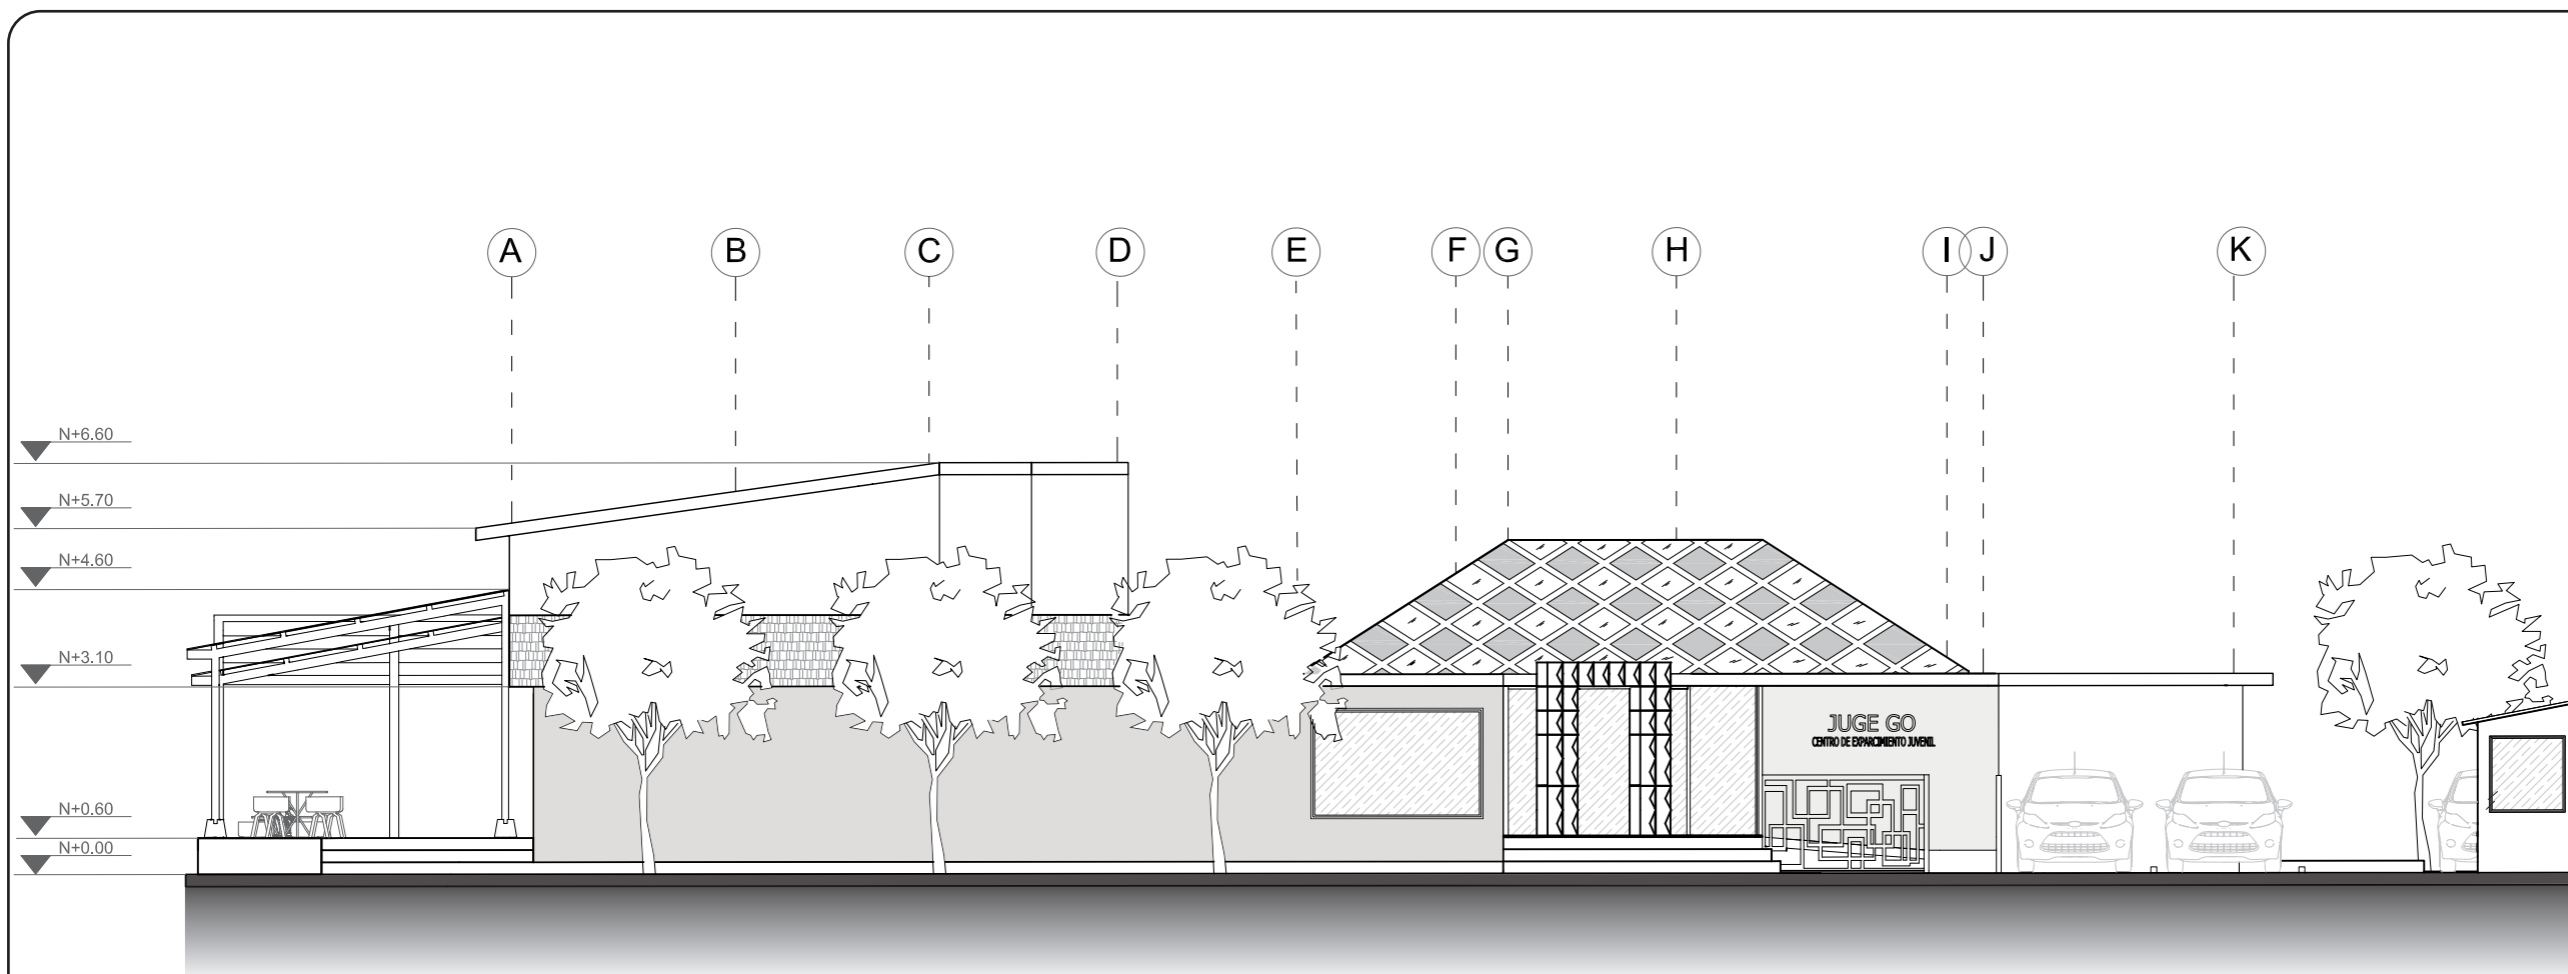 A B C D E F G H I J K
N+6.60
N+5.70
N+4.60
N+3.10
JUGE GO
CENTRO DE EXPARCIMIENTO JUVENIL
N+0.60
N+0.00